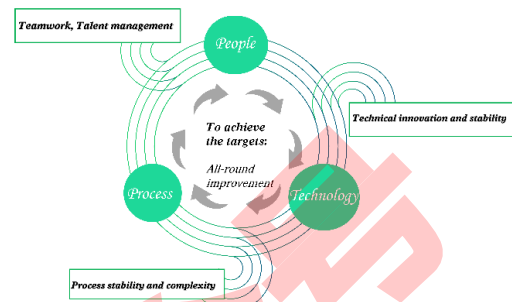 Teamwork, Talent management
People
Technical innovation and stability
To achieve
the targets:
All-round
improvement
Process
Technology
Process stability and complexity